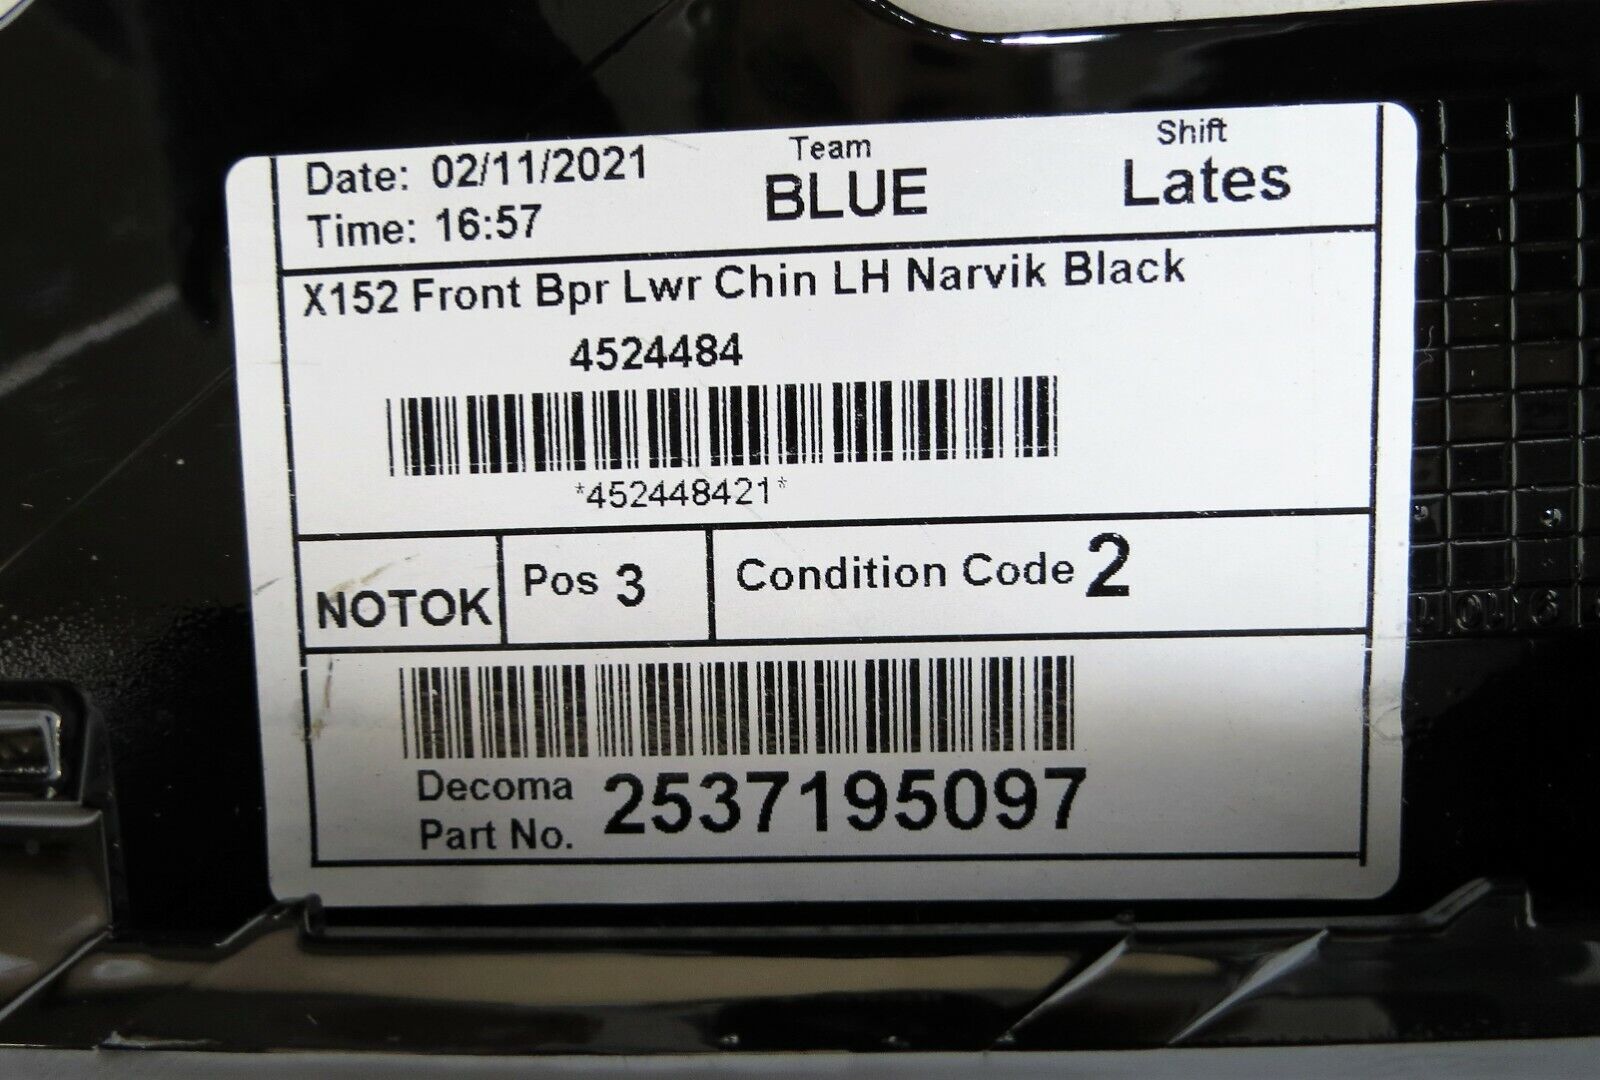 Date: 02/11/2021
Team
BLUE
Shift
Lates
Time: 16:57
X152 Front Bpr Lwr Chin LH Narvik Black
4524484
*452448421*
NOTOK
Pos 3
Condition Code 2
Decoma
Part No.
2537195097